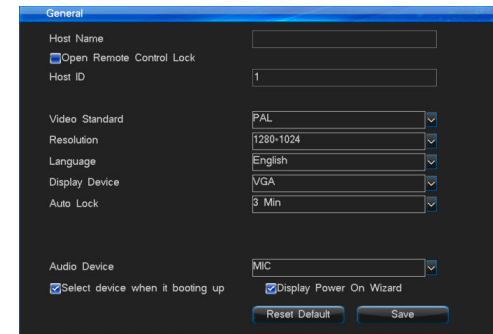 General
Host Name
Open Remote Control Lock
Host ID 1
Video Standard PAL
Resolution 1280*1024
Language English
Display Device VGA
Auto Lock 3 Min
Audio Device MIC
Select device when it booting up Display Power On Wizard
Reset Default Save